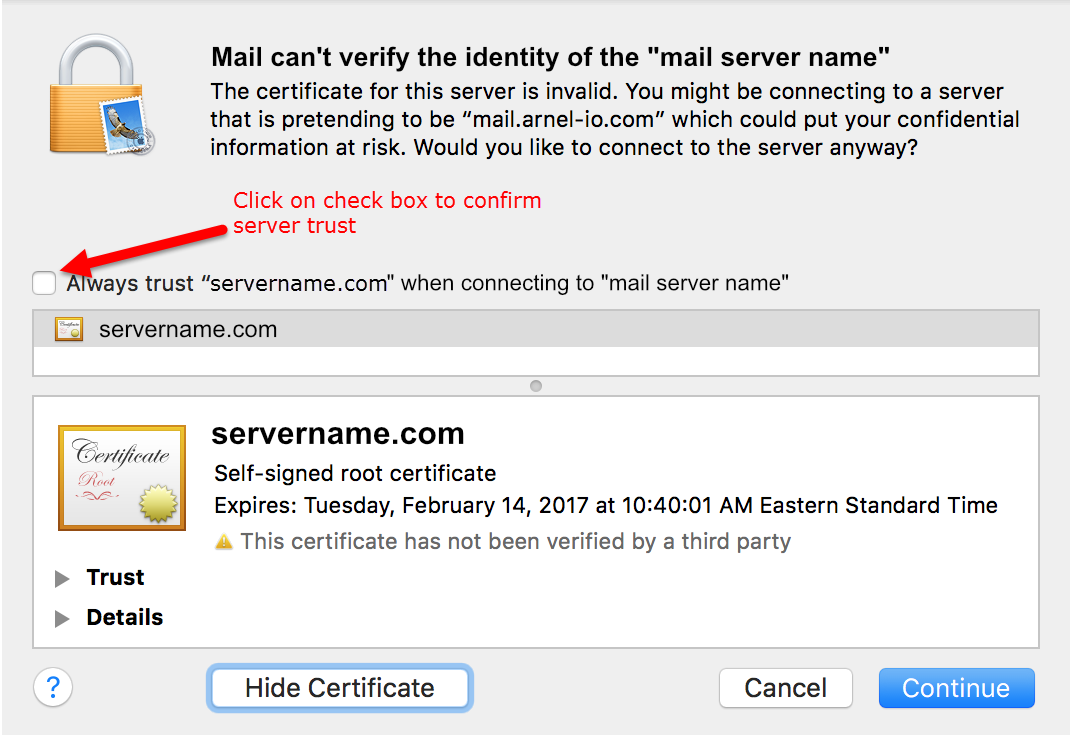 Mail can't verify the identity of the "mail server name"
The certificate for this server is invalid. You might be connecting to a server
that is pretending to be “mail.arnel-io.com” which could put your confidential
information at risk. Would you like to connect to the server anyway?
Click on check box to confirm
server trust
Always trust “servername.com" when connecting to "mail server name"
Certificate
servername.com
servername.com
Certificate
Root
Self-signed root certificate
Expires: Tuesday, February 14, 2017 at 10:40:01 AM Eastern Standard Time
This certificate has not been verified by a third party
Trust
Details
?
Hide Certificate
Cancel
Continue